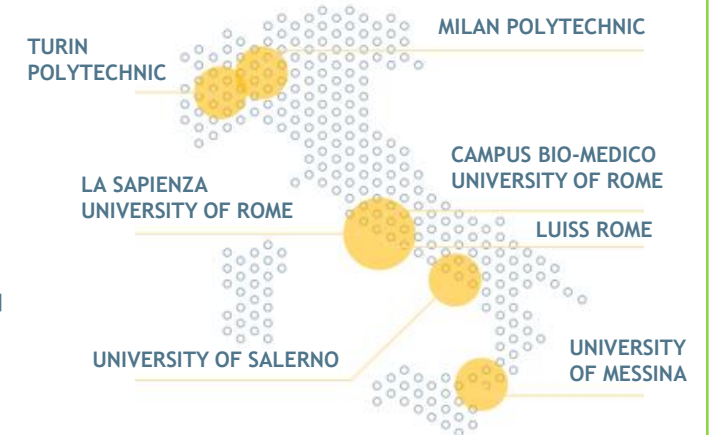 MILAN POLYTECHNIC
TURIN
POLYTECHNIC
CAMPUS BIO-MEDICO
UNIVERSITY OF ROME
LA SAPIENZA
UNIVERSITY OF ROME
LUISS ROME
UNIVERSITY OF SALERNO
UNIVERSITY
OF MESSINA